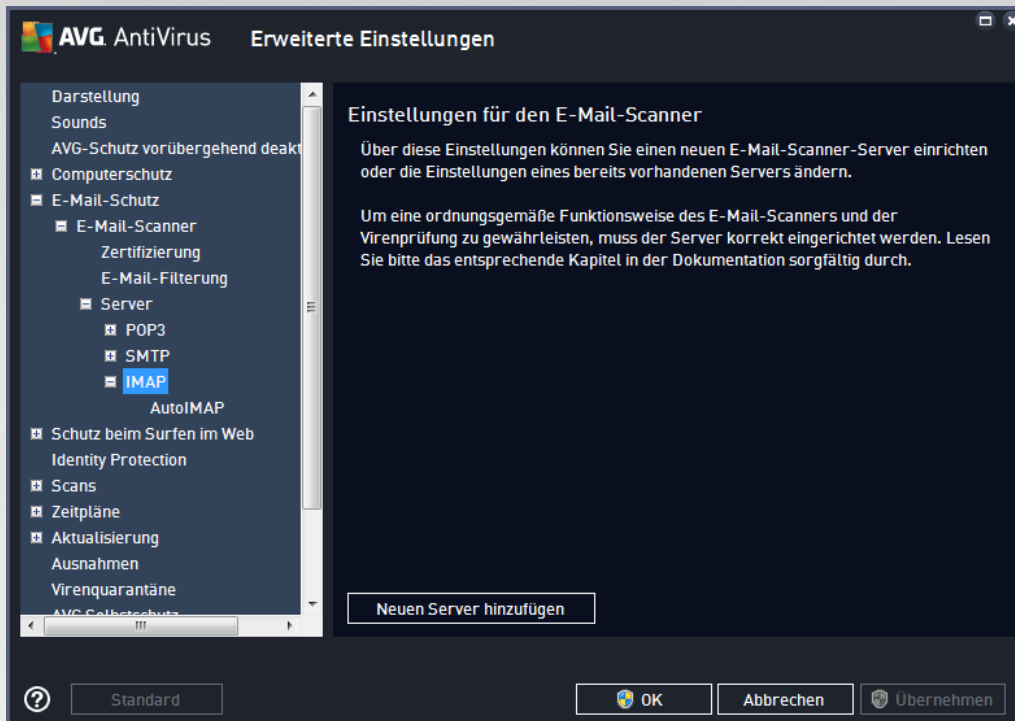 AVG AntiVirus Erweiterte Einstellungen
Darstellung
Sounds
AVG-Schutz vorübergehend deakt
Computerschutz
E-Mail-Schutz
E-Mail-Scanner
Zertifizierung
E-Mail-Filterung
Server
POP3
SMTP
IMAP
AutoIMAP
Schutz beim Surfen im Web
Identity Protection
Scans
Zeitpläne
Aktualisierung
Ausnahmen
Virenquarantäne
AVG Selbstschutz
Einstellungen für den E-Mail-Scanner
Über diese Einstellungen können Sie einen neuen E-Mail-Scanner-Server einrichten
oder die Einstellungen eines bereits vorhandenen Servers ändern.
Um eine ordnungsgemäße Funktionsweise des E-Mail-Scanners und der
Virenprüfung zu gewährleisten, muss der Server korrekt eingerichtet werden. Lesen
Sie bitte das entsprechende Kapitel in der Dokumentation sorgfältig durch.
Neuen Server hinzufügen
Standard
OK
Abbrechen
Übernehmen